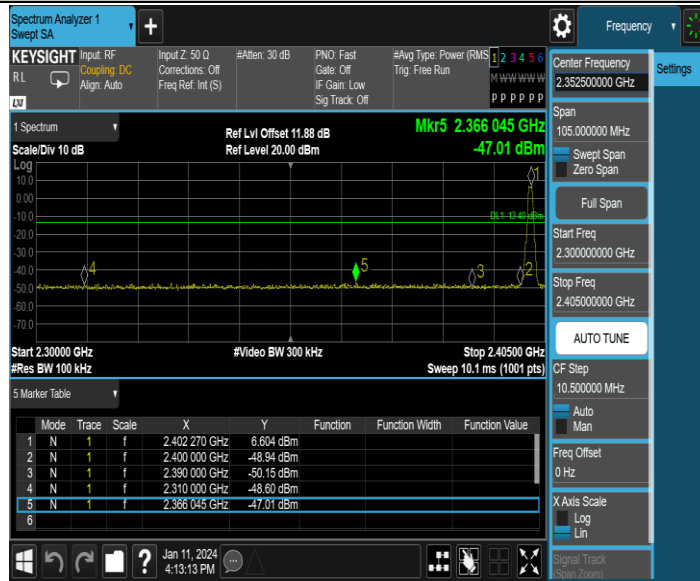 Spectrum Analyzer 1
Swept SA
+
Frequency
KEYSIGHT
Input: RF
Coupling: DC
Align: Auto
Input Z: 50 Ω
Corrections: Off
Freq Ref: Int (S)
#Atten: 30 dB
PNO: Fast
Gate: Off
IF Gain: Low
Sig Track: Off
#Avg Type: Power (RMS
Trig: Free Run
1 2 3 4 5 6
M W W W W W
P P P P P P
R L
LXI
1 Spectrum
Scale/Div 10 dB
Ref Lvl Offset 11.88 dB
Ref Level 20.00 dBm
Mkr5 2.366 045 GHz
-47.01 dBm
Log
10.0
0.00
-10.0
-20.0
-30.0
-40.0
-50.0
-60.0
-70.0
DL1 -13.40 dBm
1
4
5
3
2
Start 2.30000 GHz
#Res BW 100 kHz
#Video BW 300 kHz
Stop 2.40500 GHz
Sweep 10.1 ms (1001 pts)
5 Marker Table
Mode Trace Scale X Y Function Function Width Function Value
1 N 1 f 2.402 270 GHz 6.604 dBm
2 N 1 f 2.400 000 GHz -48.94 dBm
3 N 1 f 2.390 000 GHz -50.15 dBm
4 N 1 f 2.310 000 GHz -48.60 dBm
5 N 1 f 2.366 045 GHz -47.01 dBm
6
?
Jan 11, 2024
4:13:13 PM
Center Frequency
2.352500000 GHz
Settings
Span
105.000000 MHz
Swept Span
Zero Span
Full Span
Start Freq
2.300000000 GHz
Stop Freq
2.405000000 GHz
AUTO TUNE
CF Step
10.500000 MHz
Auto
Man
Freq Offset
0 Hz
X Axis Scale
Log
Lin
Signal Track
(Span Zoom)